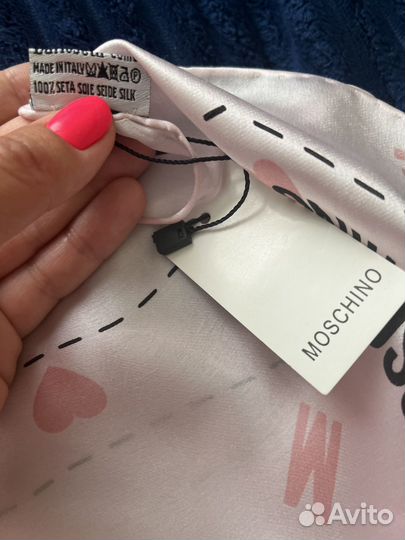 MADE IN ITALY
100% SETA SOIE SEIDE SILK
MOSCHINO
M
Avito